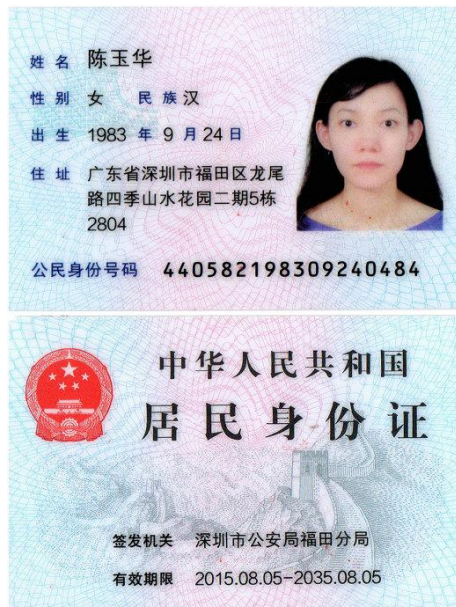 姓 名 陈玉华
性 别 女 民 族 汉
出 生 1983 年 9 月 24 日
住 址 广东省深圳市福田区龙尾
路四季山水花园二期5栋
2804
公民身份号码 440582198309240484
中华人民共和国
居民身份证
签发机关 深圳市公安局福田分局
有效期限 2015.08.05-2035.08.05